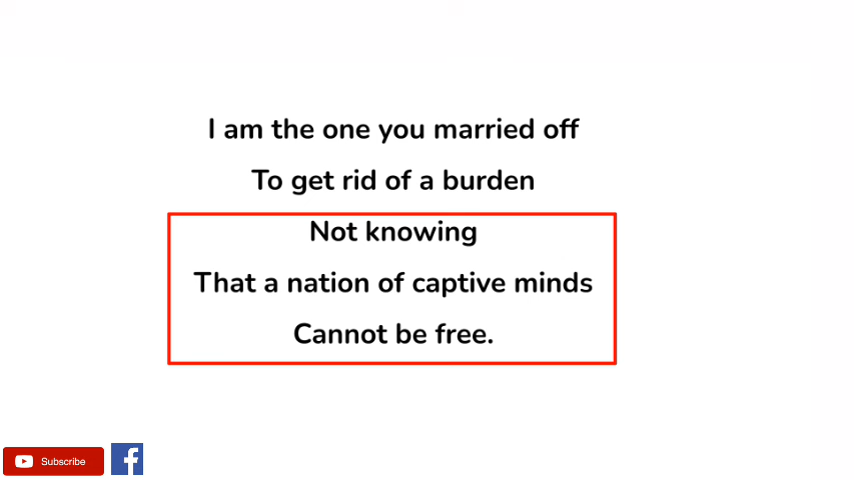 I am the one you married off
To get rid of a burden
Not knowing
That a nation of captive minds
Cannot be free.
Subscribe
f